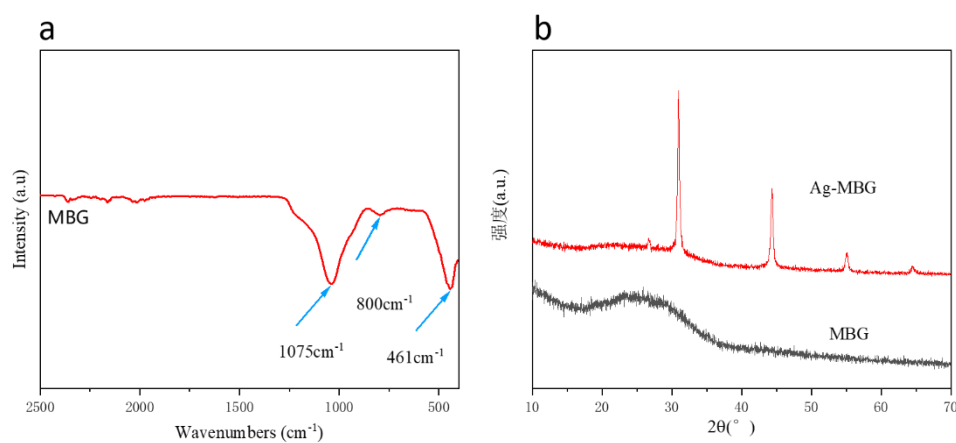 a
MBG
1075cm-1
800cm-1
461cm-1
Intensity (a.u)
2500
2000
1500
1000
500
Wavenumbers (cm-1)
b
Ag-MBG
MBG
强度(a.u.)
10
20
30
40
50
60
70
2θ(°)